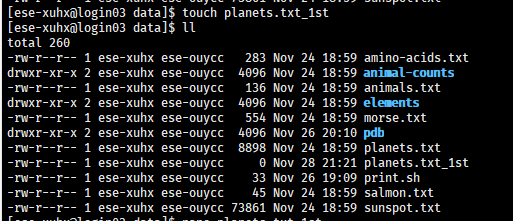 -rw-r--r-- 1 ese-xuhx ese-ouycc 73861 Nov 24 18:59 sunspot.txt
[ese-xuhx@login03 data]$ touch planets.txt_1st
[ese-xuhx@login03 data]$ ll
total 260
-rw-r--r-- 1 ese-xuhx ese-ouycc   283 Nov 24 18:59 amino-acids.txt
drwxr-xr-x 2 ese-xuhx ese-ouycc  4096 Nov 24 18:59 animal-counts
-rw-r--r-- 1 ese-xuhx ese-ouycc   136 Nov 24 18:59 animals.txt
drwxr-xr-x 2 ese-xuhx ese-ouycc  4096 Nov 24 18:59 elements
-rw-r--r-- 1 ese-xuhx ese-ouycc   554 Nov 24 18:59 morse.txt
drwxr-xr-x 2 ese-xuhx ese-ouycc  4096 Nov 26 20:10 pdb
-rw-r--r-- 1 ese-xuhx ese-ouycc  8898 Nov 24 18:59 planets.txt
-rw-r--r-- 1 ese-xuhx ese-ouycc     0 Nov 28 21:21 planets.txt_1st
-rw-r--r-- 1 ese-xuhx ese-ouycc    33 Nov 26 19:09 print.sh
-rw-r--r-- 1 ese-xuhx ese-ouycc    45 Nov 24 18:59 salmon.txt
-rw-r--r-- 1 ese-xuhx ese-ouycc 73861 Nov 24 18:59 sunspot.txt
[ese-xuhx@login03 data]$ nano planets.txt_1st